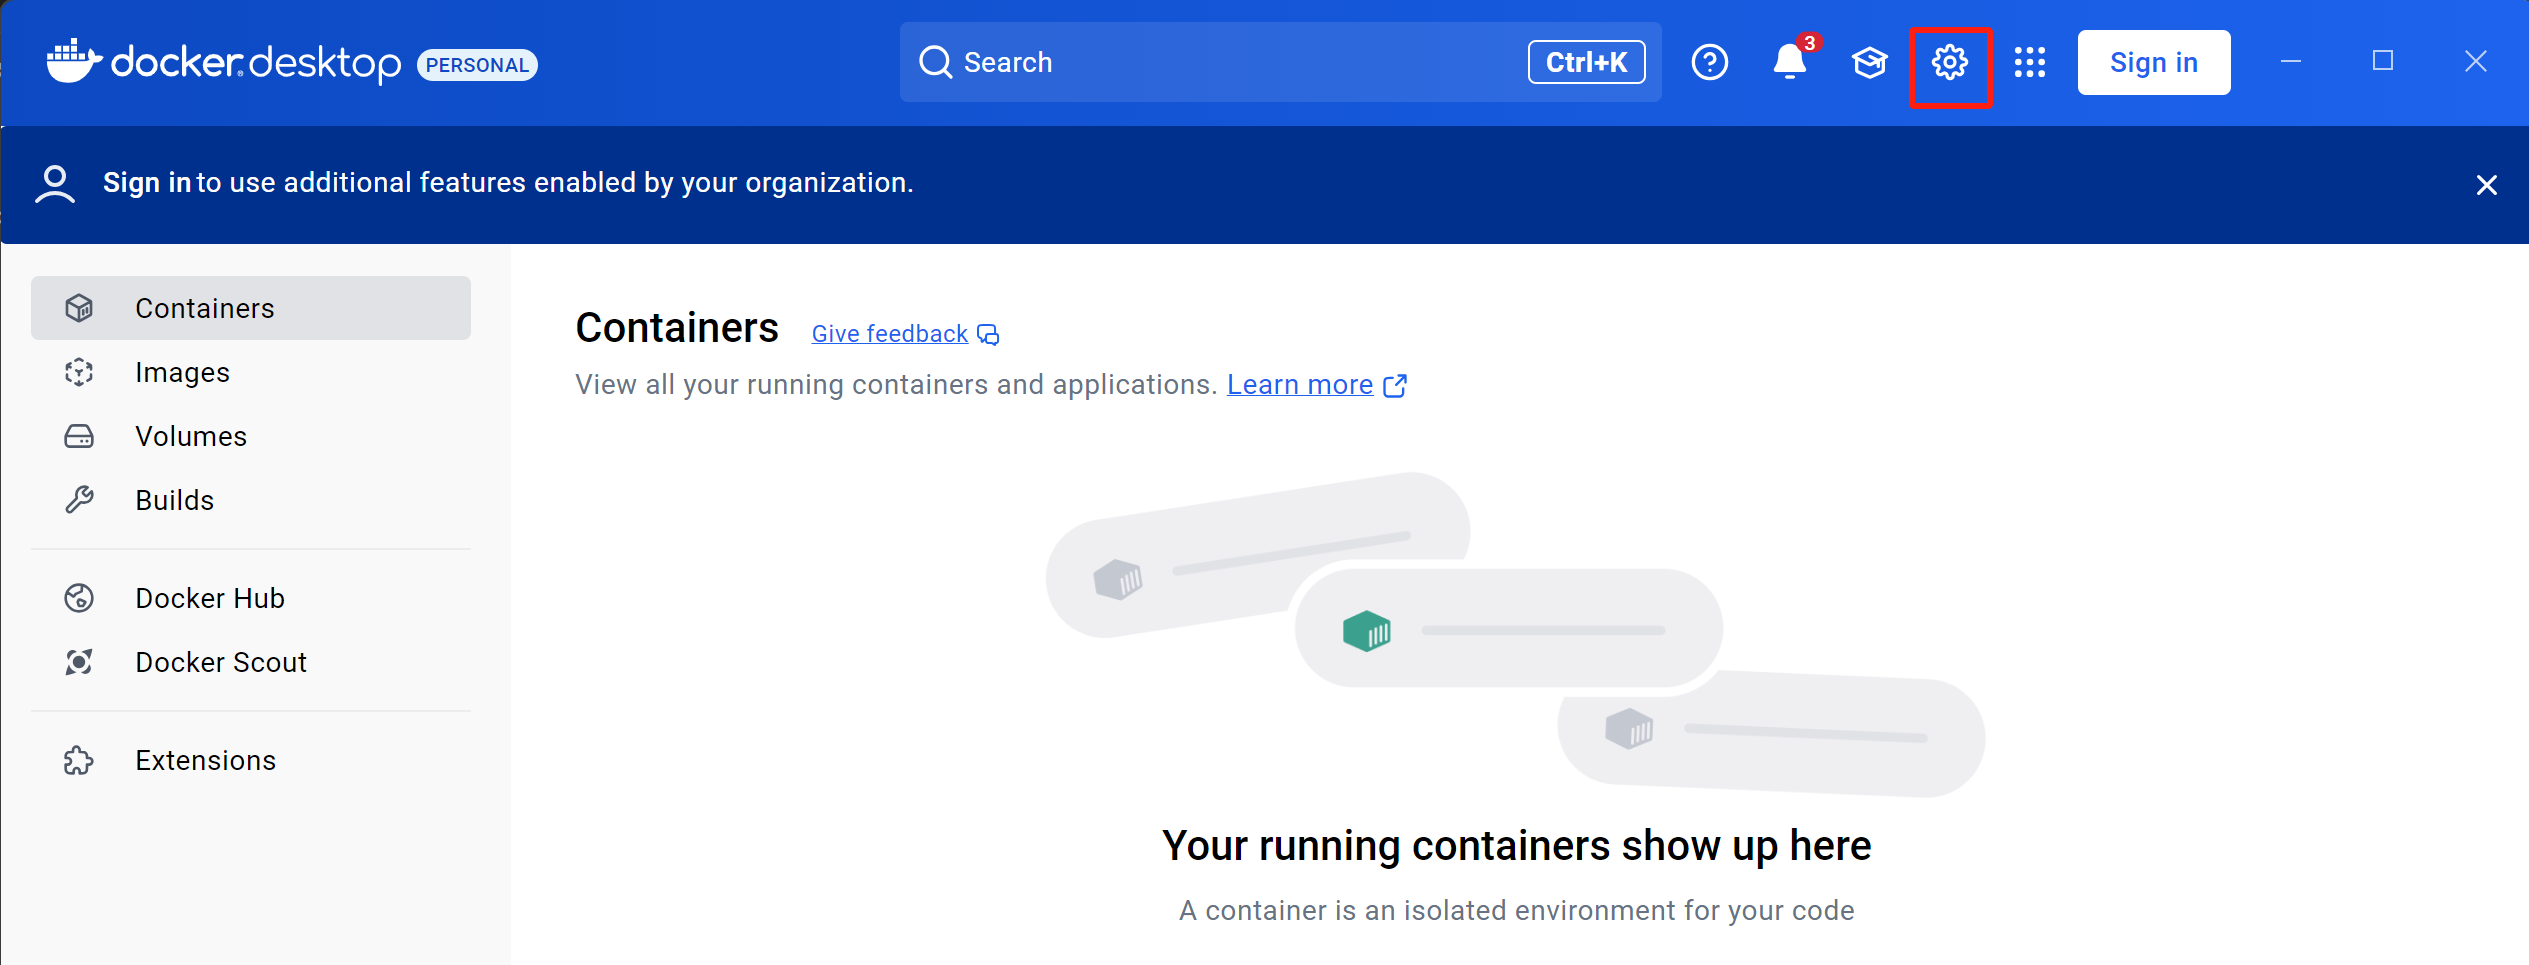 docker desktop PERSONAL
Search Ctrl+K
3
Sign in
Sign in to use additional features enabled by your organization.
Containers
Images
Volumes
Builds
Docker Hub
Docker Scout
Extensions
Containers Give feedback
View all your running containers and applications. Learn more
Your running containers show up here
A container is an isolated environment for your code